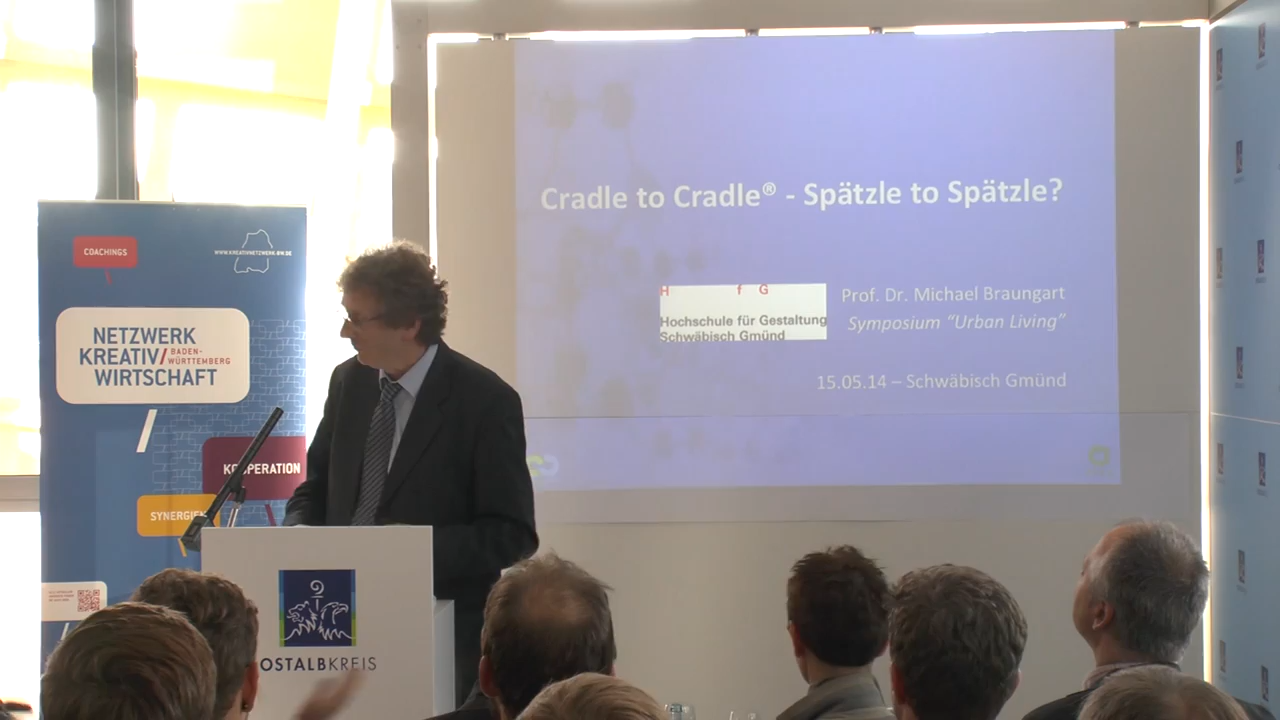 COACHINGS
WWW.KREATIVNETZWERK-BW.DE
NETZWERK
KREATIV/ BADEN-
WÜRTTEMBERG
WIRTSCHAFT
KOOPERATION
SYNERGIEN
OSTALBKREIS
Cradle to Cradle® - Spätzle to Spätzle?
H f G
Hochschule für Gestaltung
Schwäbisch Gmünd
Prof. Dr. Michael Braungart
Symposium “Urban Living”
15.05.14 – Schwäbisch Gmünd